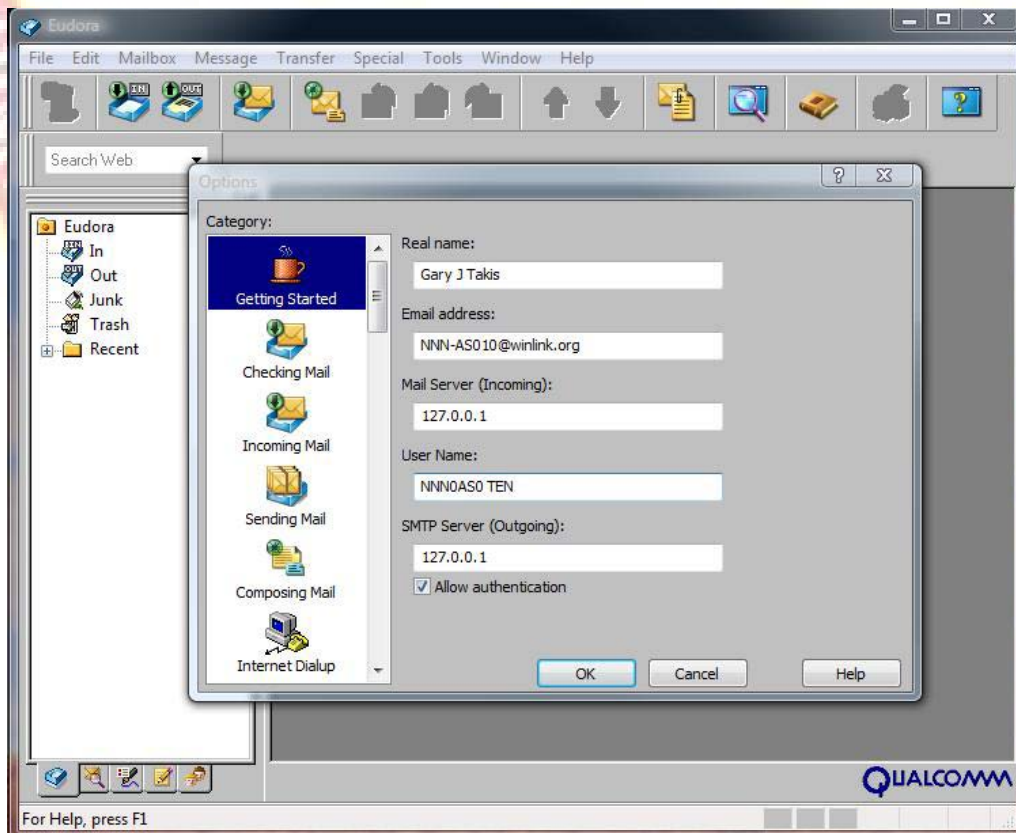 Eudora
File Edit Mailbox Message Transfer Special Tools Window Help
IN OUT
Search Web
Options
Eudora
In
Out
Junk
Trash
Recent
Category:
Getting Started
Checking Mail
Incoming Mail
Sending Mail
Composing Mail
Internet Dialup
Real name:
Gary J Takis
Email address:
NNN-AS010@winlink.org
Mail Server (Incoming):
127.0.0.1
User Name:
NNN0AS0 TEN
SMTP Server (Outgoing):
127.0.0.1
Allow authentication
OK Cancel Help
QUALCOMM
For Help, press F1